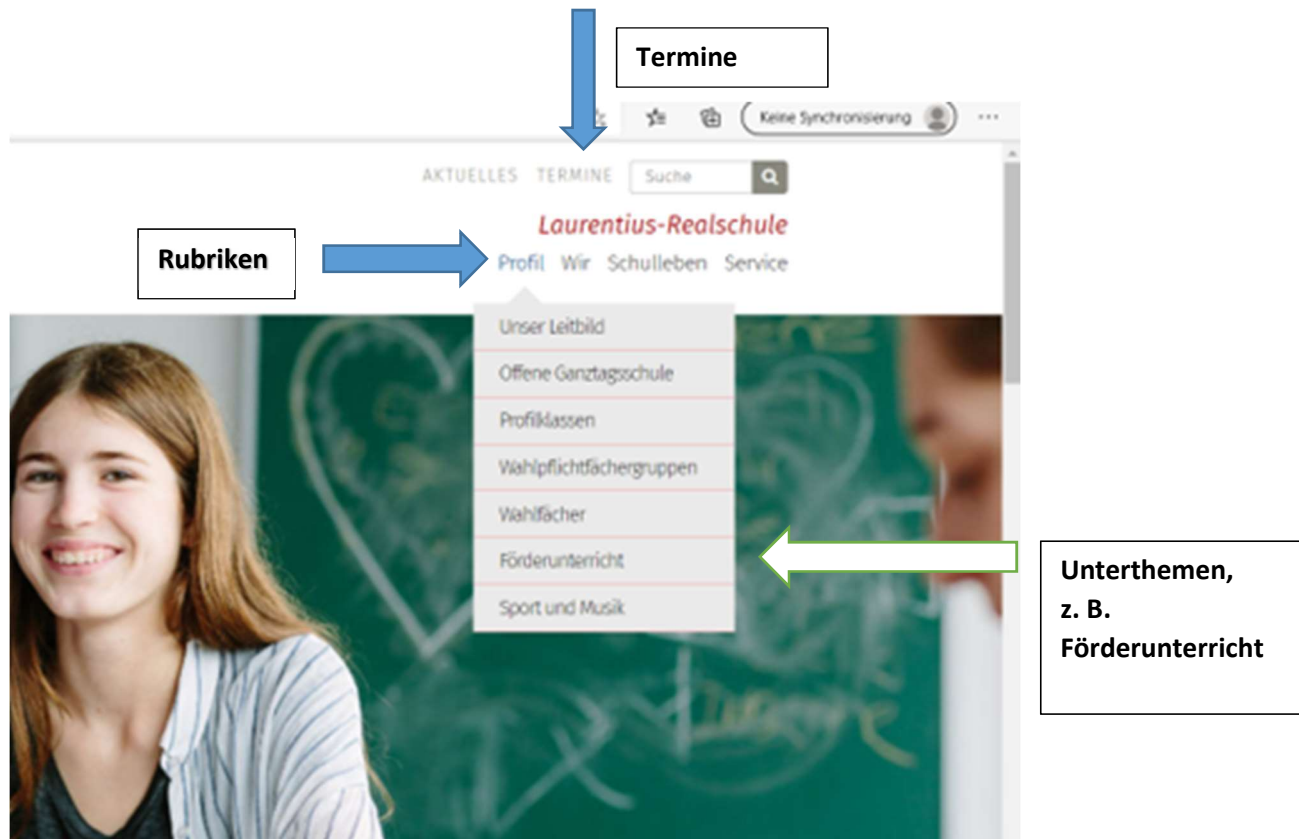 Termine
Keine Synchronisierung
AKTUELLES TERMINE Suche
Laurentius-Realschule
Rubriken
Profil Wir Schulleben Service
Unser Leitbild
Offene Ganztagsschule
Profilklassen
Wahlpflichtfächergruppen
Wahlfächer
Förderunterricht
Sport und Musik
Unterthemen,
z. B.
Förderunterricht